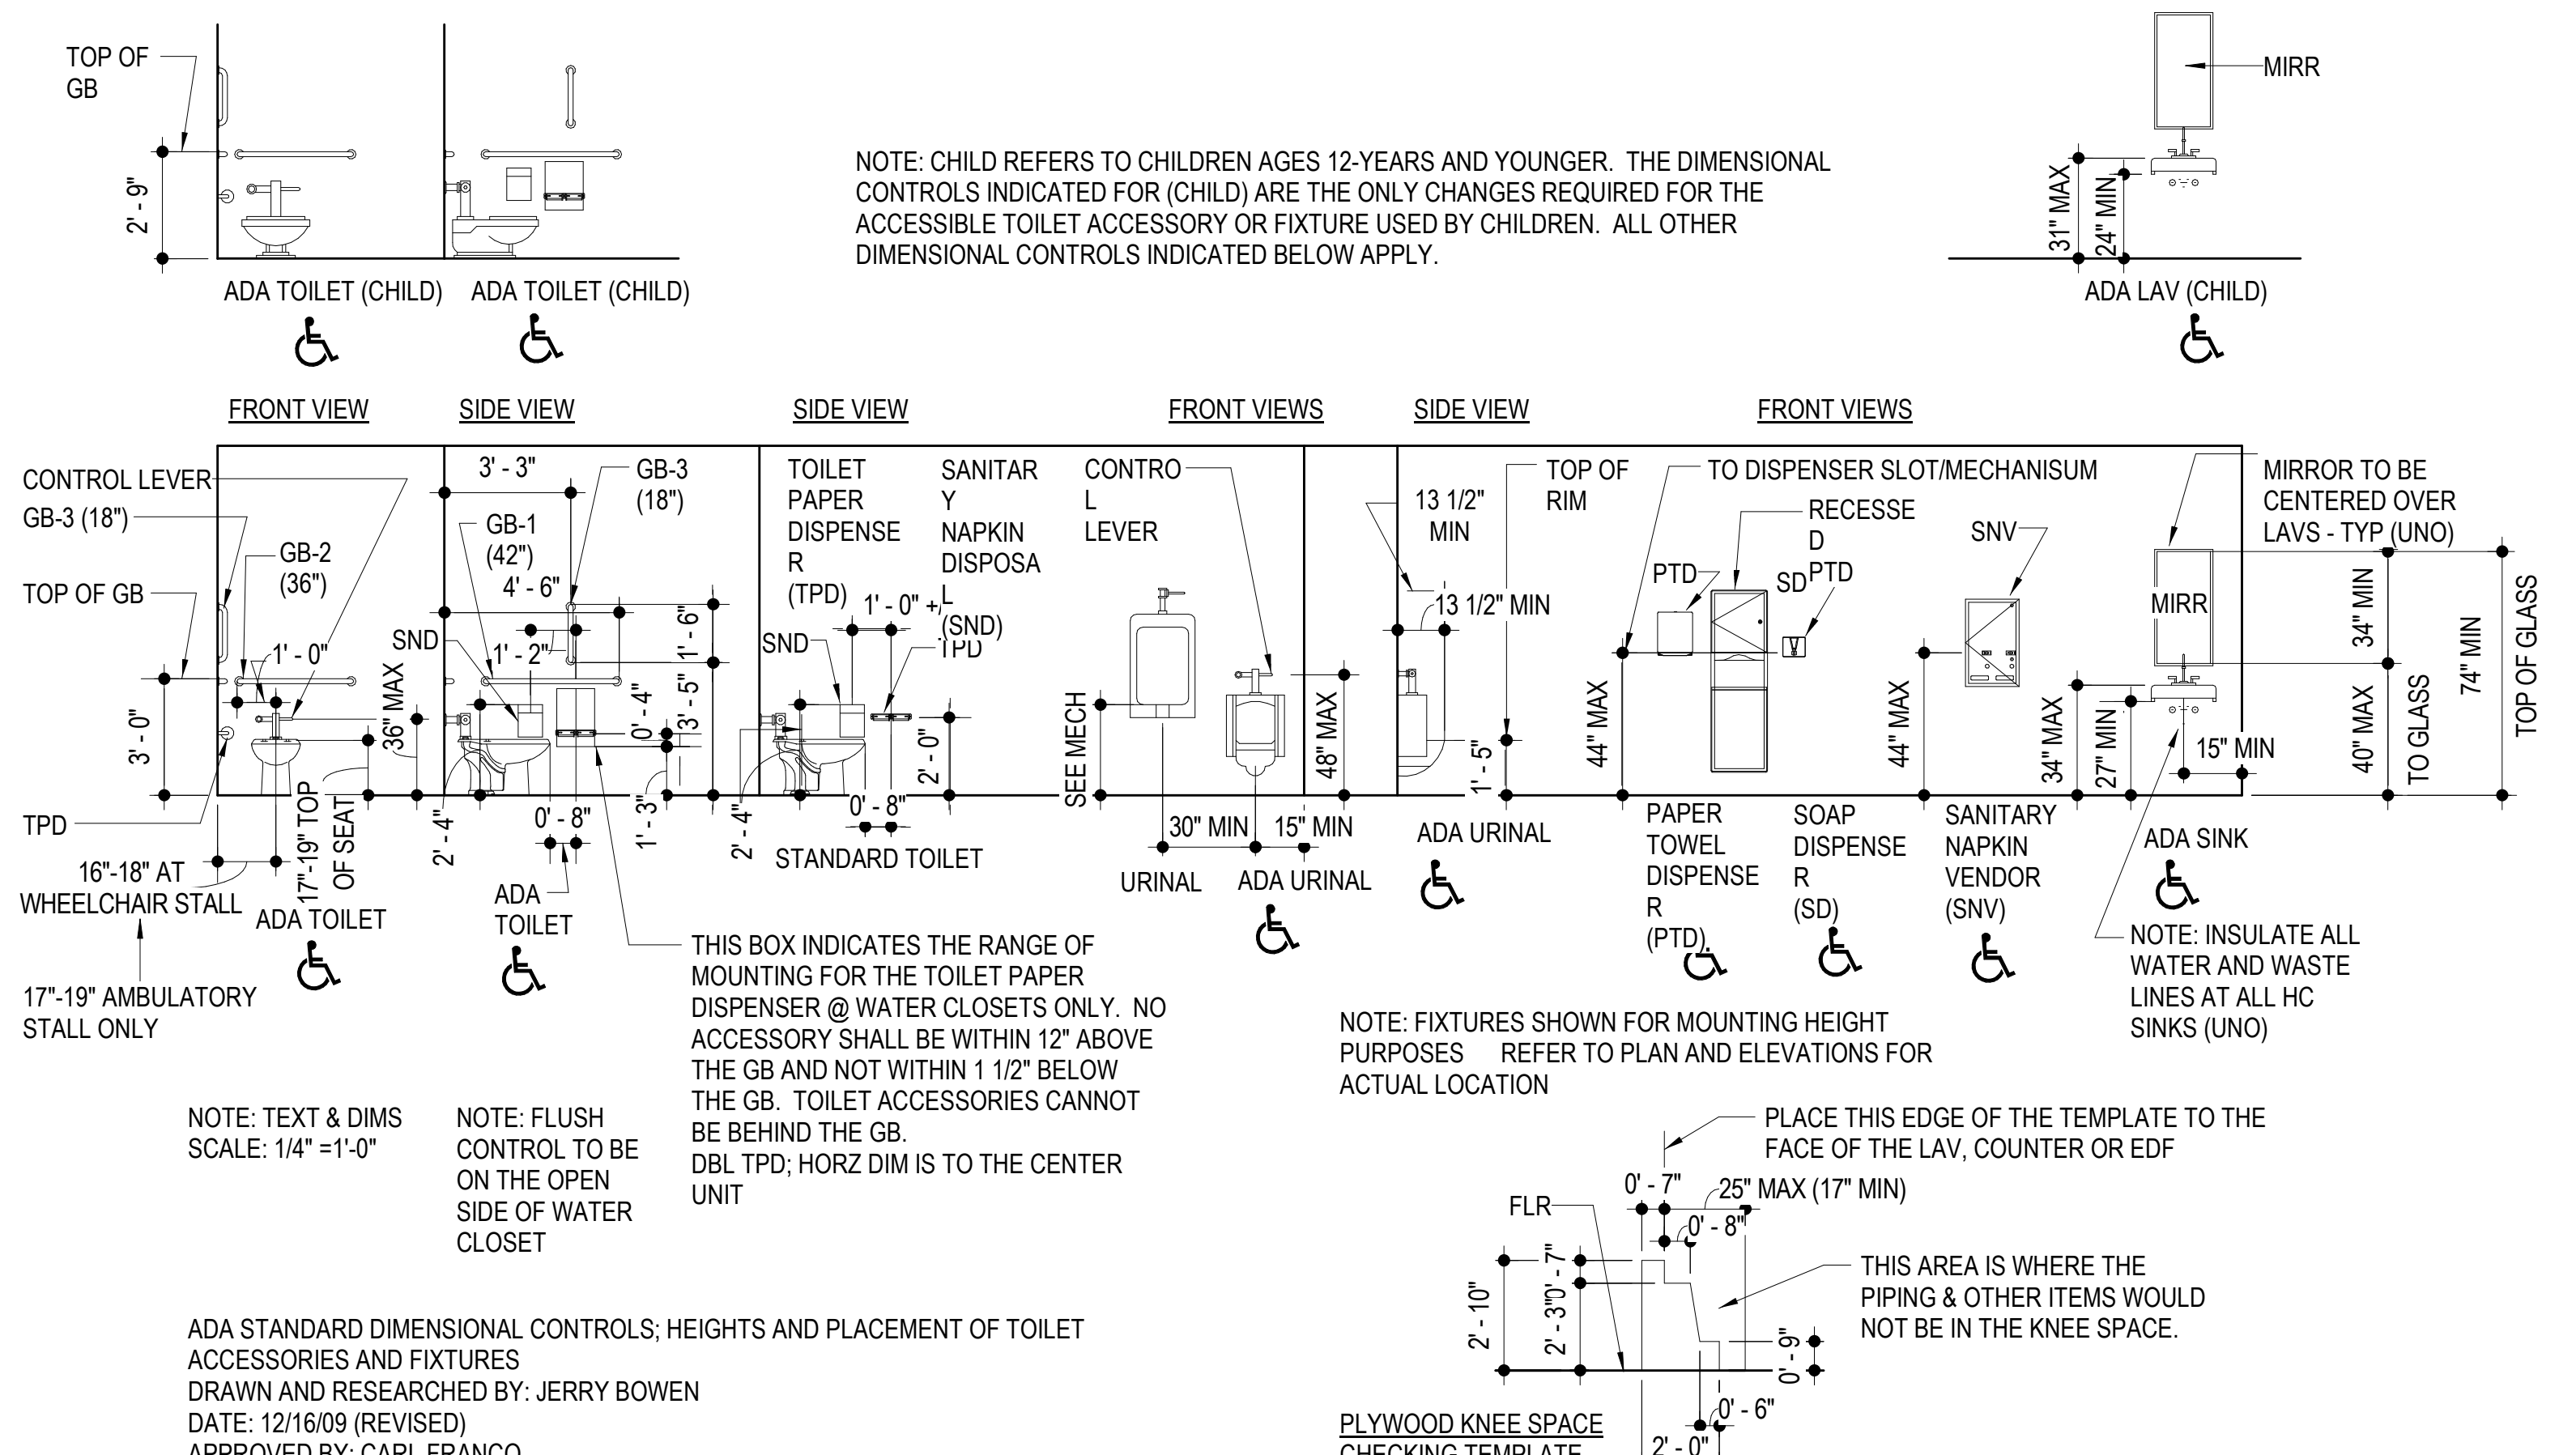 TOP OF
GB
2' - 9"
ADA TOILET (CHILD)
ADA TOILET (CHILD)
NOTE: CHILD REFERS TO CHILDREN AGES 12-YEARS AND YOUNGER. THE DIMENSIONAL
CONTROLS INDICATED FOR (CHILD) ARE THE ONLY CHANGES REQUIRED FOR THE
ACCESSIBLE TOILET ACCESSORY OR FIXTURE USED BY CHILDREN. ALL OTHER
DIMENSIONAL CONTROLS INDICATED BELOW APPLY.
MIRR
31" MAX
24" MIN
ADA LAV (CHILD)
FRONT VIEW
SIDE VIEW
SIDE VIEW
FRONT VIEWS
SIDE VIEW
FRONT VIEWS
CONTROL LEVER
GB-3 (18")
TOP OF GB
GB-2
(36")
1' - 0"
3' - 0"
36" MAX
TPD
17"-19" TOP
OF SEAT
16"-18" AT
WHEELCHAIR STALL
17"-19" AMBULATORY
STALL ONLY
ADA TOILET
3' - 3"
GB-3
(18")
GB-1
(42")
4' - 6"
SND
1' - 2"
1' - 6"
3' - 5"
0' - 4"
1' - 3"
2' - 4"
0' - 8"
ADA
TOILET
TOILET
PAPER
DISPENSE
R
(TPD)
SANITAR
Y
NAPKIN
DISPOSA
L
(SND)
1' - 0" +/
SND
TPD
2' - 4"
2' - 0"
0' - 8"
STANDARD TOILET
CONTRO
L
LEVER
SEE MECH
48" MAX
30" MIN
15" MIN
URINAL
ADA URINAL
13 1/2"
MIN
TOP OF
RIM
13 1/2" MIN
1' - 5"
ADA URINAL
TO DISPENSER SLOT/MECHANISUM
RECESSE
D
PTD
PTD
SD
SNV
44" MAX
44" MAX
PAPER
TOWEL
DISPENSE
R
(PTD).
SOAP
DISPENSE
R
(SD)
SANITARY
NAPKIN
VENDOR
(SNV)
MIRROR TO BE
CENTERED OVER
LAVS - TYP (UNO)
MIRR
34" MAX
27" MIN
15" MIN
34" MIN
40" MAX
TO GLASS
74" MIN
TOP OF GLASS
ADA SINK
NOTE: INSULATE ALL
WATER AND WASTE
LINES AT ALL HC
SINKS (UNO)
THIS BOX INDICATES THE RANGE OF
MOUNTING FOR THE TOILET PAPER
DISPENSER @ WATER CLOSETS ONLY. NO
ACCESSORY SHALL BE WITHIN 12" ABOVE
THE GB AND NOT WITHIN 1 1/2" BELOW
THE GB. TOILET ACCESSORIES CANNOT
BE BEHIND THE GB.
DBL TPD; HORZ DIM IS TO THE CENTER
UNIT
NOTE: FIXTURES SHOWN FOR MOUNTING HEIGHT
PURPOSES REFER TO PLAN AND ELEVATIONS FOR
ACTUAL LOCATION
NOTE: TEXT & DIMS
SCALE: 1/4" =1'-0"
NOTE: FLUSH
CONTROL TO BE
ON THE OPEN
SIDE OF WATER
CLOSET
PLACE THIS EDGE OF THE TEMPLATE TO THE
FACE OF THE LAV, COUNTER OR EDF
0' - 7"
25" MAX (17" MIN)
FLR
0' - 8"
2' - 10"
0' - 7"
2' - 3"
THIS AREA IS WHERE THE
PIPING & OTHER ITEMS WOULD
NOT BE IN THE KNEE SPACE.
0' - 9"
0' - 6"
2' - 0"
PLYWOOD KNEE SPACE
CHECKING TEMPLATE
ADA STANDARD DIMENSIONAL CONTROLS; HEIGHTS AND PLACEMENT OF TOILET
ACCESSORIES AND FIXTURES
DRAWN AND RESEARCHED BY: JERRY BOWEN
DATE: 12/16/09 (REVISED)
APPROVED BY: CARL FRANCO